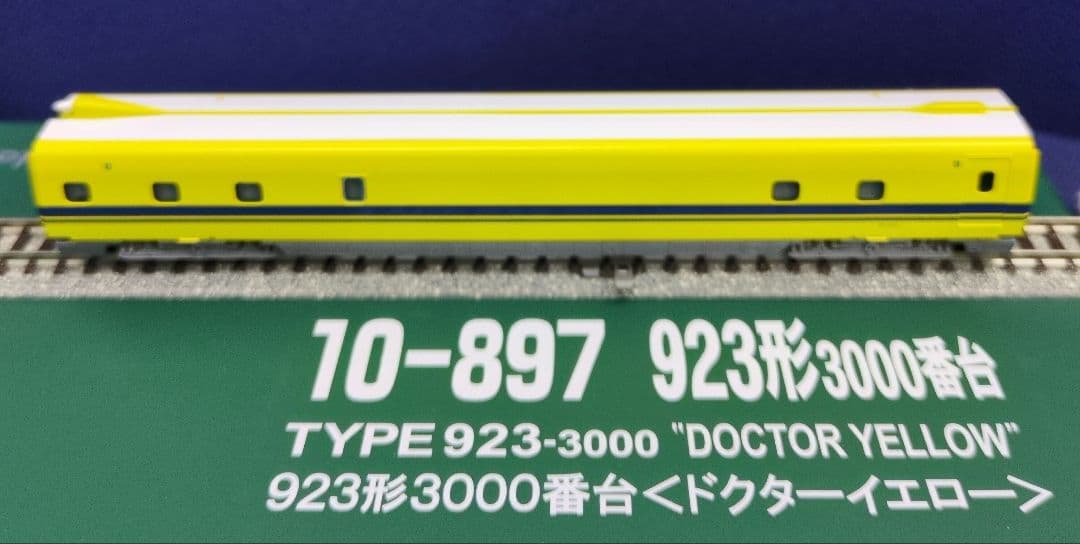 10-897 923形3000番台
TYPE 923-3000 "DOCTOR YELLOW"
923形3000番台<ドクターイエロー>